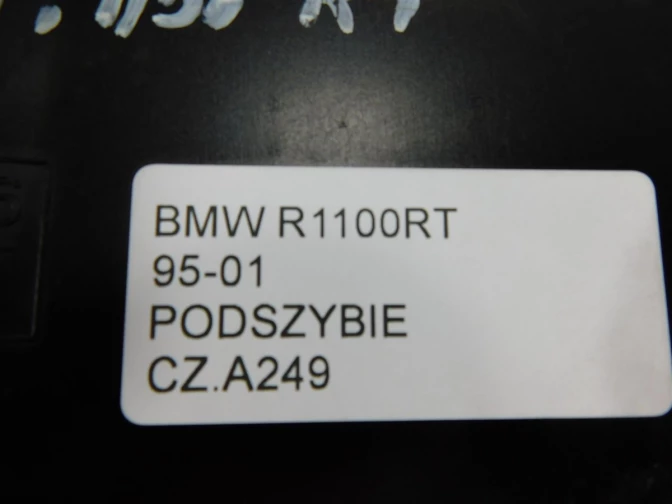 BMW R1100RT
95-01
PODSZYBIE
CZ.A249